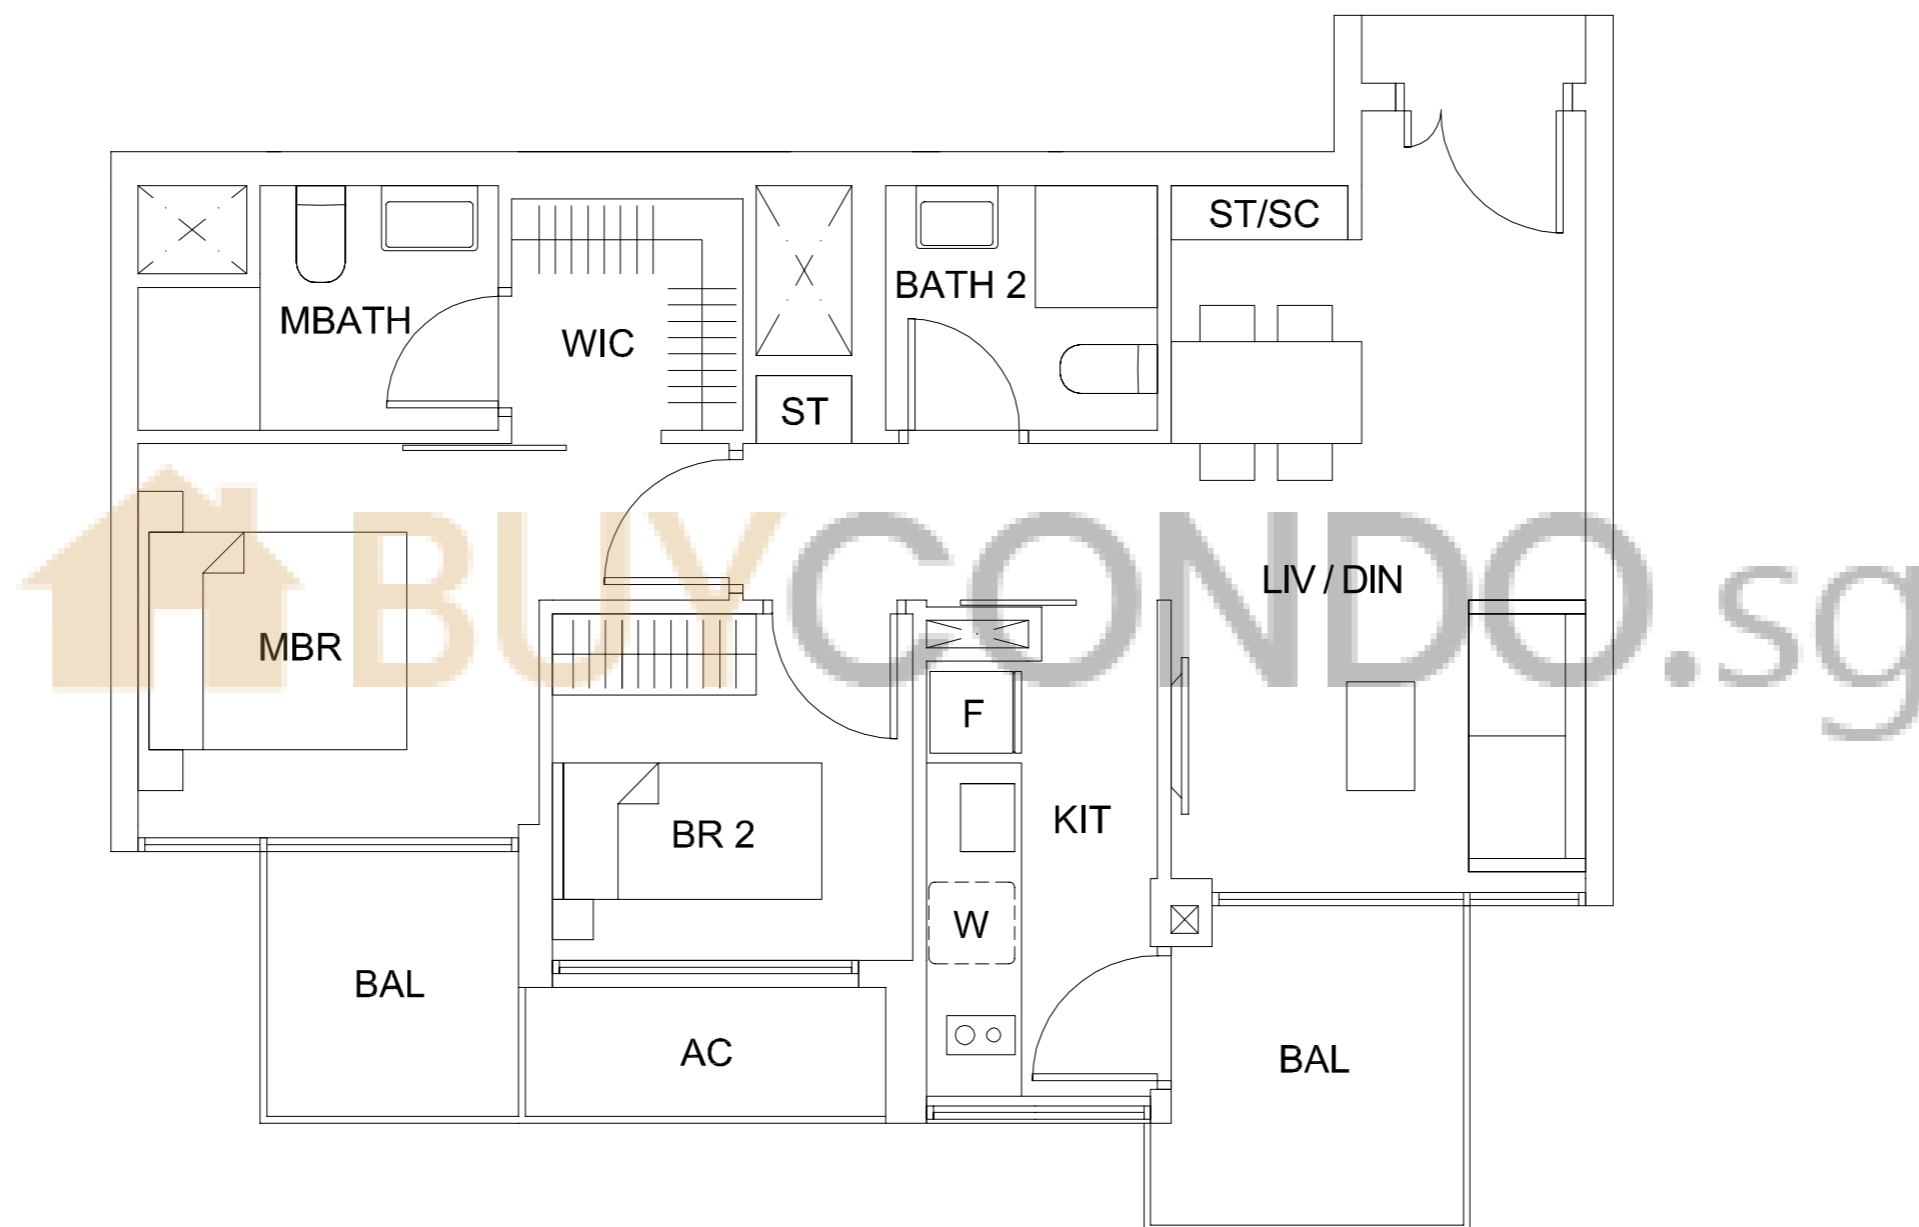 ST/SC
MBATH
WIC
BATH 2
ST
BUYCONDO.sg
LIV / DIN
MBR
F
BR 2
KIT
W
BAL
AC
BAL